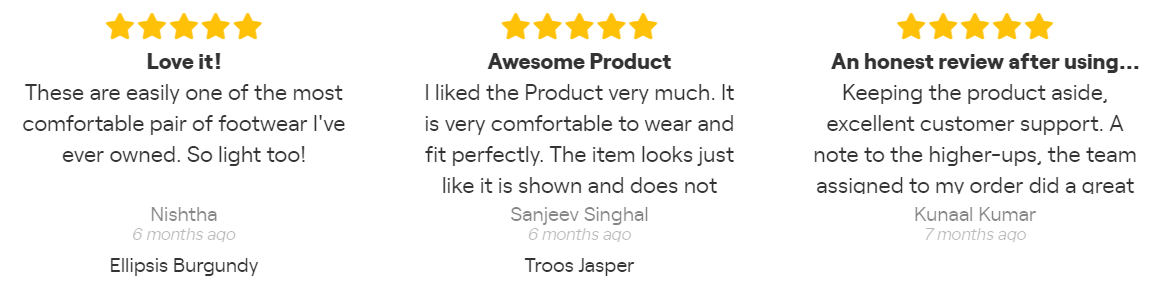 Love it!
These are easily one of the most
comfortable pair of footwear I've
ever owned. So light too!
Nishtha
6 months ago
Ellipsis Burgundy
Awesome Product
I liked the Product very much. It
is very comfortable to wear and
fit perfectly. The item looks just
like it is shown and does not
Sanjeev Singhal
6 months ago
Troos Jasper
An honest review after using...
Keeping the product aside,
excellent customer support. A
note to the higher-ups, the team
assigned to my order did a great
Kunaal Kumar
7 months ago